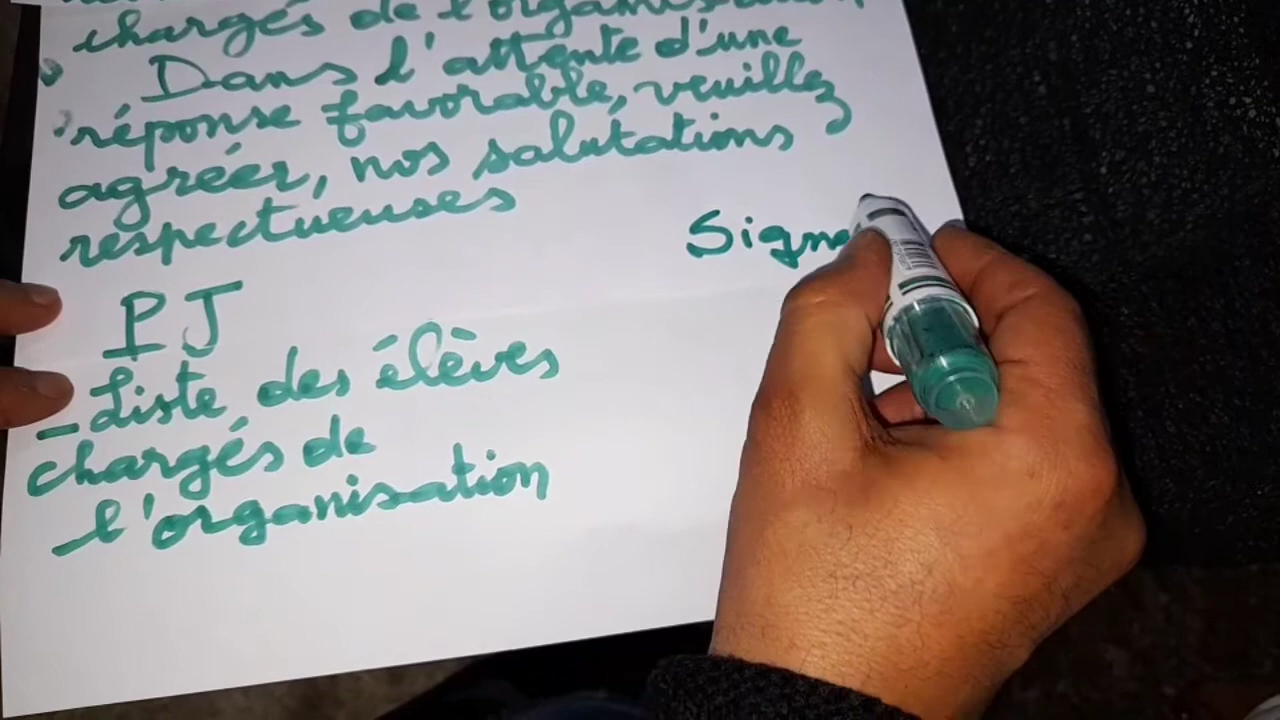 chargés de l'organisation
Dans l'attente d'une
réponse favorable, veuillez
agréer, nos salutations
respectueuses
Signa
PJ
- Liste des élèves
chargés de
l'organisation